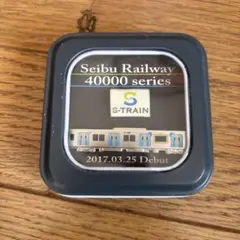 Seibu Railway
40000 series
S
S-TRAIN
2017.03.25 Debut